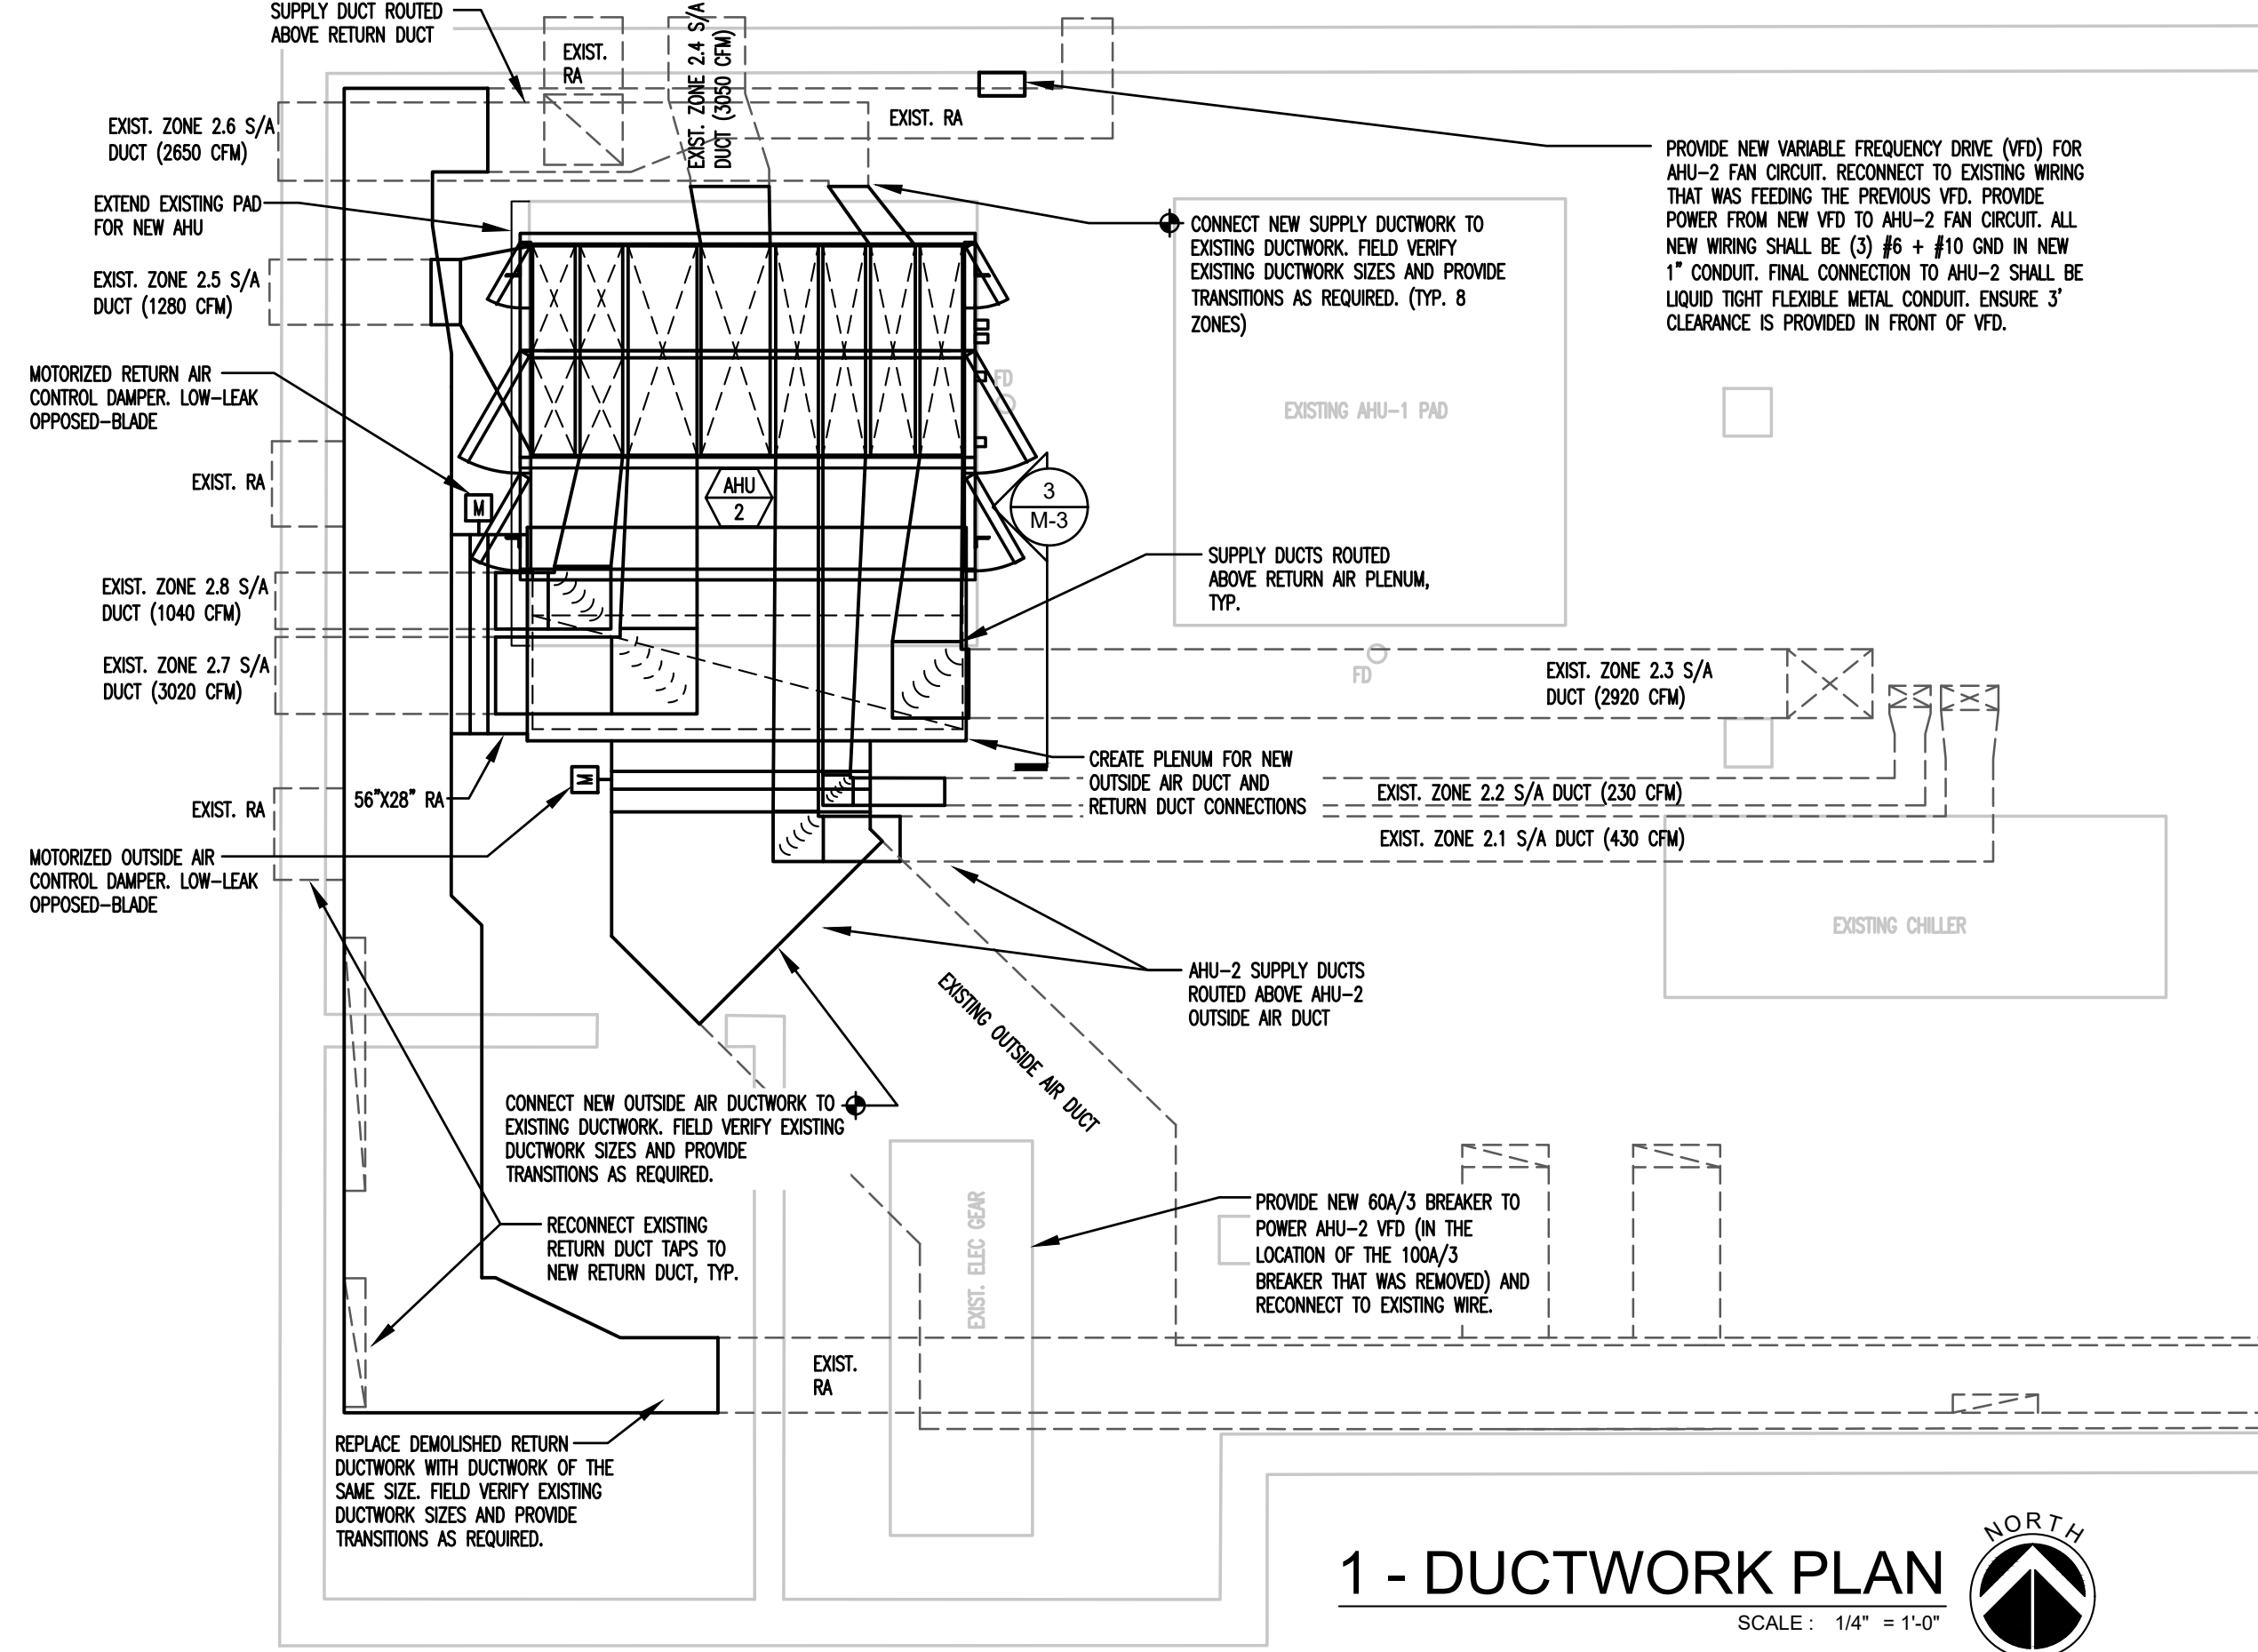 SUPPLY DUCT ROUTED
ABOVE RETURN DUCT
EXIST.
RA
EXIST. ZONE 2.4 S/A
DUCT (3050 CFM)
EXIST. RA
EXIST. ZONE 2.6 S/A
DUCT (2650 CFM)
EXTEND EXISTING PAD
FOR NEW AHU
EXIST. ZONE 2.5 S/A
DUCT (1280 CFM)
MOTORIZED RETURN AIR
CONTROL DAMPER. LOW-LEAK
OPPOSED-BLADE
EXIST. RA
M
EXIST. ZONE 2.8 S/A
DUCT (1040 CFM)
EXIST. ZONE 2.7 S/A
DUCT (3020 CFM)
EXIST. RA
56"X28" RA
M
MOTORIZED OUTSIDE AIR
CONTROL DAMPER. LOW-LEAK
OPPOSED-BLADE
AHU
2
3
M-3
FD
CONNECT NEW SUPPLY DUCTWORK TO
EXISTING DUCTWORK. FIELD VERIFY
EXISTING DUCTWORK SIZES AND PROVIDE
TRANSITIONS AS REQUIRED. (TYP. 8
ZONES)
EXISTING AHU-1 PAD
PROVIDE NEW VARIABLE FREQUENCY DRIVE (VFD) FOR
AHU-2 FAN CIRCUIT. RECONNECT TO EXISTING WIRING
THAT WAS FEEDING THE PREVIOUS VFD. PROVIDE
POWER FROM NEW VFD TO AHU-2 FAN CIRCUIT. ALL
NEW WIRING SHALL BE (3) #6 + #10 GND IN NEW
1" CONDUIT. FINAL CONNECTION TO AHU-2 SHALL BE
LIQUID TIGHT FLEXIBLE METAL CONDUIT. ENSURE 3'
CLEARANCE IS PROVIDED IN FRONT OF VFD.
SUPPLY DUCTS ROUTED
ABOVE RETURN AIR PLENUM,
TYP.
FD
EXIST. ZONE 2.3 S/A
DUCT (2920 CFM)
CREATE PLENUM FOR NEW
OUTSIDE AIR DUCT AND
RETURN DUCT CONNECTIONS
EXIST. ZONE 2.2 S/A DUCT (230 CFM)
EXIST. ZONE 2.1 S/A DUCT (430 CFM)
EXISTING CHILLER
AHU-2 SUPPLY DUCTS
ROUTED ABOVE AHU-2
OUTSIDE AIR DUCT
EXISTING OUTSIDE AIR DUCT
CONNECT NEW OUTSIDE AIR DUCTWORK TO
EXISTING DUCTWORK. FIELD VERIFY EXISTING
DUCTWORK SIZES AND PROVIDE
TRANSITIONS AS REQUIRED.
RECONNECT EXISTING
RETURN DUCT TAPS TO
NEW RETURN DUCT, TYP.
EXIST. ELEC GEAR
PROVIDE NEW 60A/3 BREAKER TO
POWER AHU-2 VFD (IN THE
LOCATION OF THE 100A/3
BREAKER THAT WAS REMOVED) AND
RECONNECT TO EXISTING WIRE.
EXIST.
RA
REPLACE DEMOLISHED RETURN
DUCTWORK WITH DUCTWORK OF THE
SAME SIZE. FIELD VERIFY EXISTING
DUCTWORK SIZES AND PROVIDE
TRANSITIONS AS REQUIRED.
1 - DUCTWORK PLAN
SCALE : 1/4" = 1'-0"
NORTH